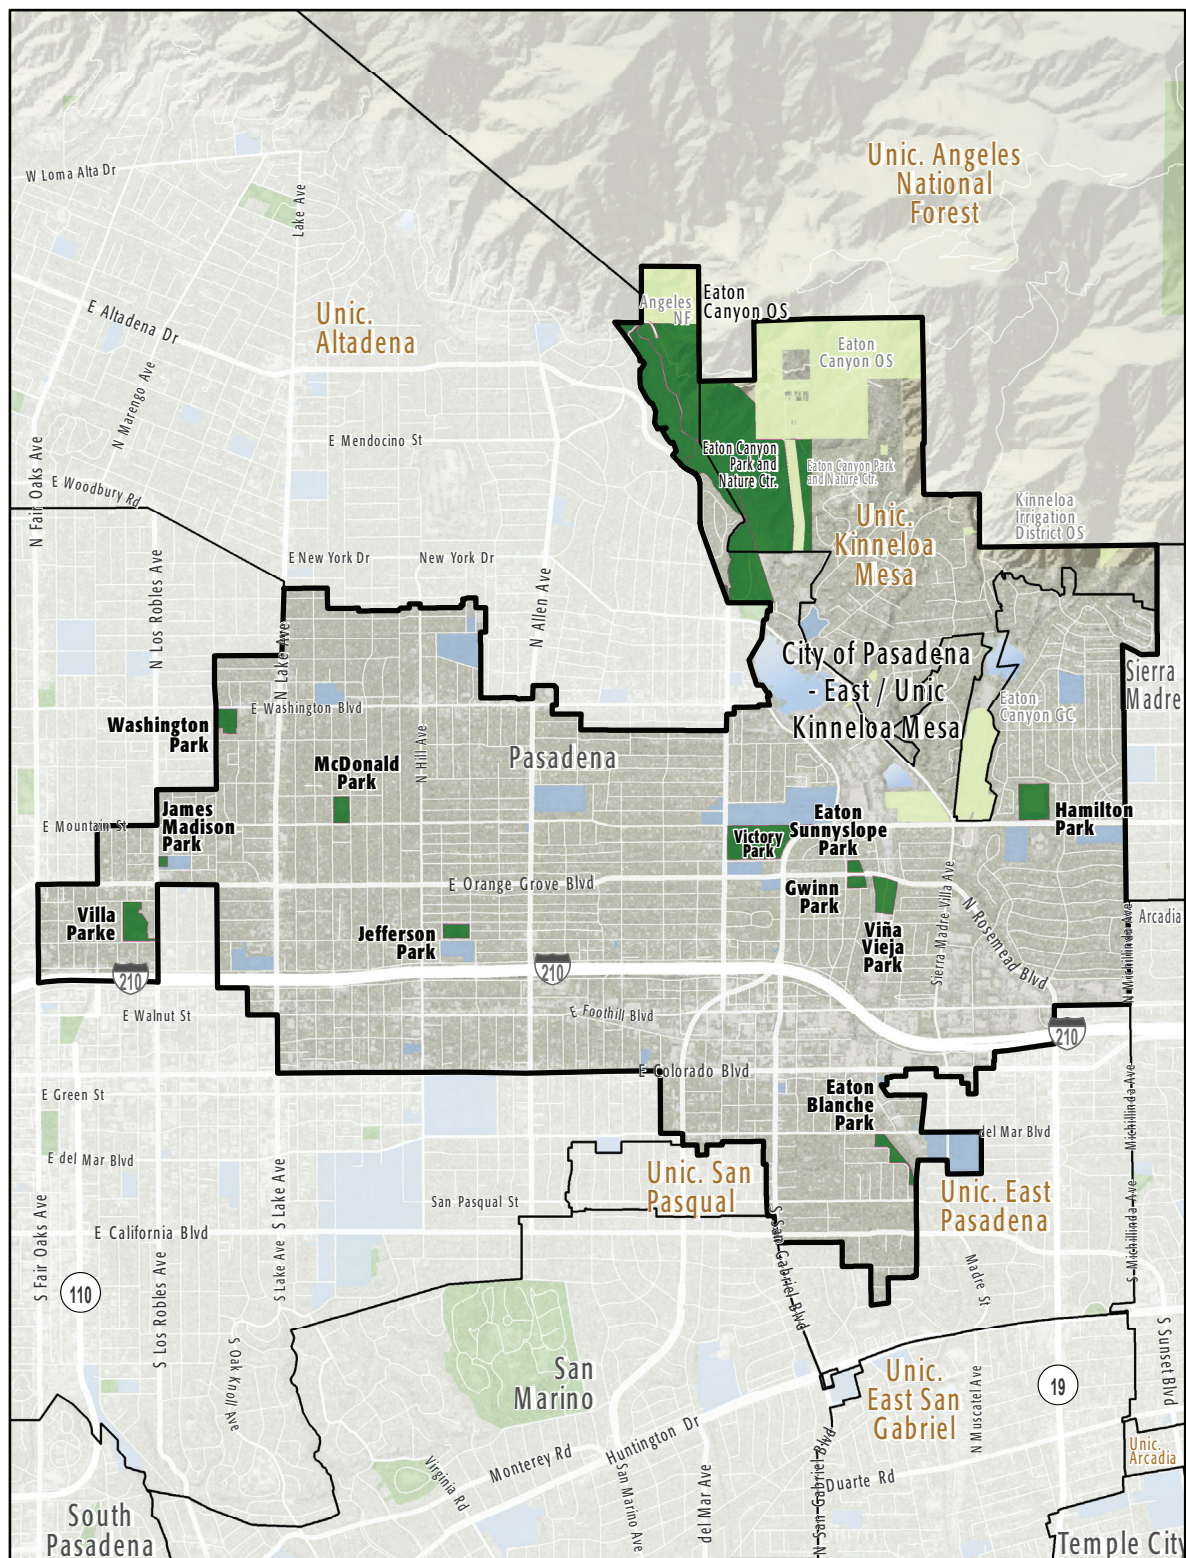 Unic. Angeles
National
Forest
W Loma Alta Dr
Lake Ave
E Altadena Dr
Unic.
Altadena
Angeles
NF
Eaton
Canyon OS
Eaton
Canyon OS
N Marengo Ave
N Fair Oaks Ave
E Mendocino St
E Woodbury Rd
Eaton Canyon
Park and
Nature Ctr.
Eaton Canyon Park
and Nature Ctr.
Kinneloa
Irrigation
District OS
Unic.
Kinneloa
Mesa
E New York Dr
New York Dr
N Los Robles Ave
N Allen Ave
N Lake Ave
City of Pasadena
- East / Unic
Kinneloa Mesa
Sierra
Madre
Eaton
Canyon GC
Washington
Park
E Washington Blvd
N Hill Ave
Pasadena
McDonald
Park
James
Madison
Park
E Mountain St
Victory
Park
Eaton
Sunnyslope
Park
Hamilton
Park
E Orange Grove Blvd
Gwinn
Park
Villa
Parke
Jefferson
Park
Viña
Vieja
Park
Sierra Madre Villa Ave
N Rosemead Blvd
N Michillinda Ave
Arcadia
210
210
210
E Walnut St
E Foothill Blvd
E Colorado Blvd
E Green St
Eaton
Blanche
Park
del Mar Blvd
Michillinda Ave
E del Mar Blvd
Unic. San
Pasqual
Unic. East
Pasadena
San Pasqual St
S Fair Oaks Ave
S Lake Ave
S Lake Ave
E California Blvd
S San Gabriel Blvd
S Michillinda Ave
Madre St
110
S Los Robles Ave
S Oak Knoll Ave
San
Marino
Unic.
East San
Gabriel
19
S Sunset Blvd
N Muscatel Ave
Huntington Dr
Monterey Rd
Virginia Rd
San Marino Ave
del Mar Ave
N San Gabriel Blvd
Duarte Rd
Unic.
Arcadia
South
Pasadena
Temple City